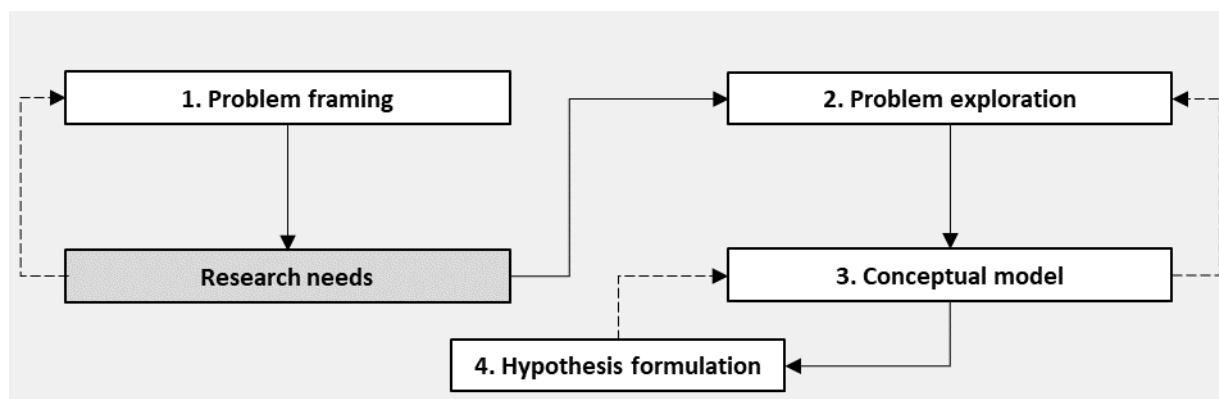 1. Problem framing
2. Problem exploration
Research needs
3. Conceptual model
4. Hypothesis formulation